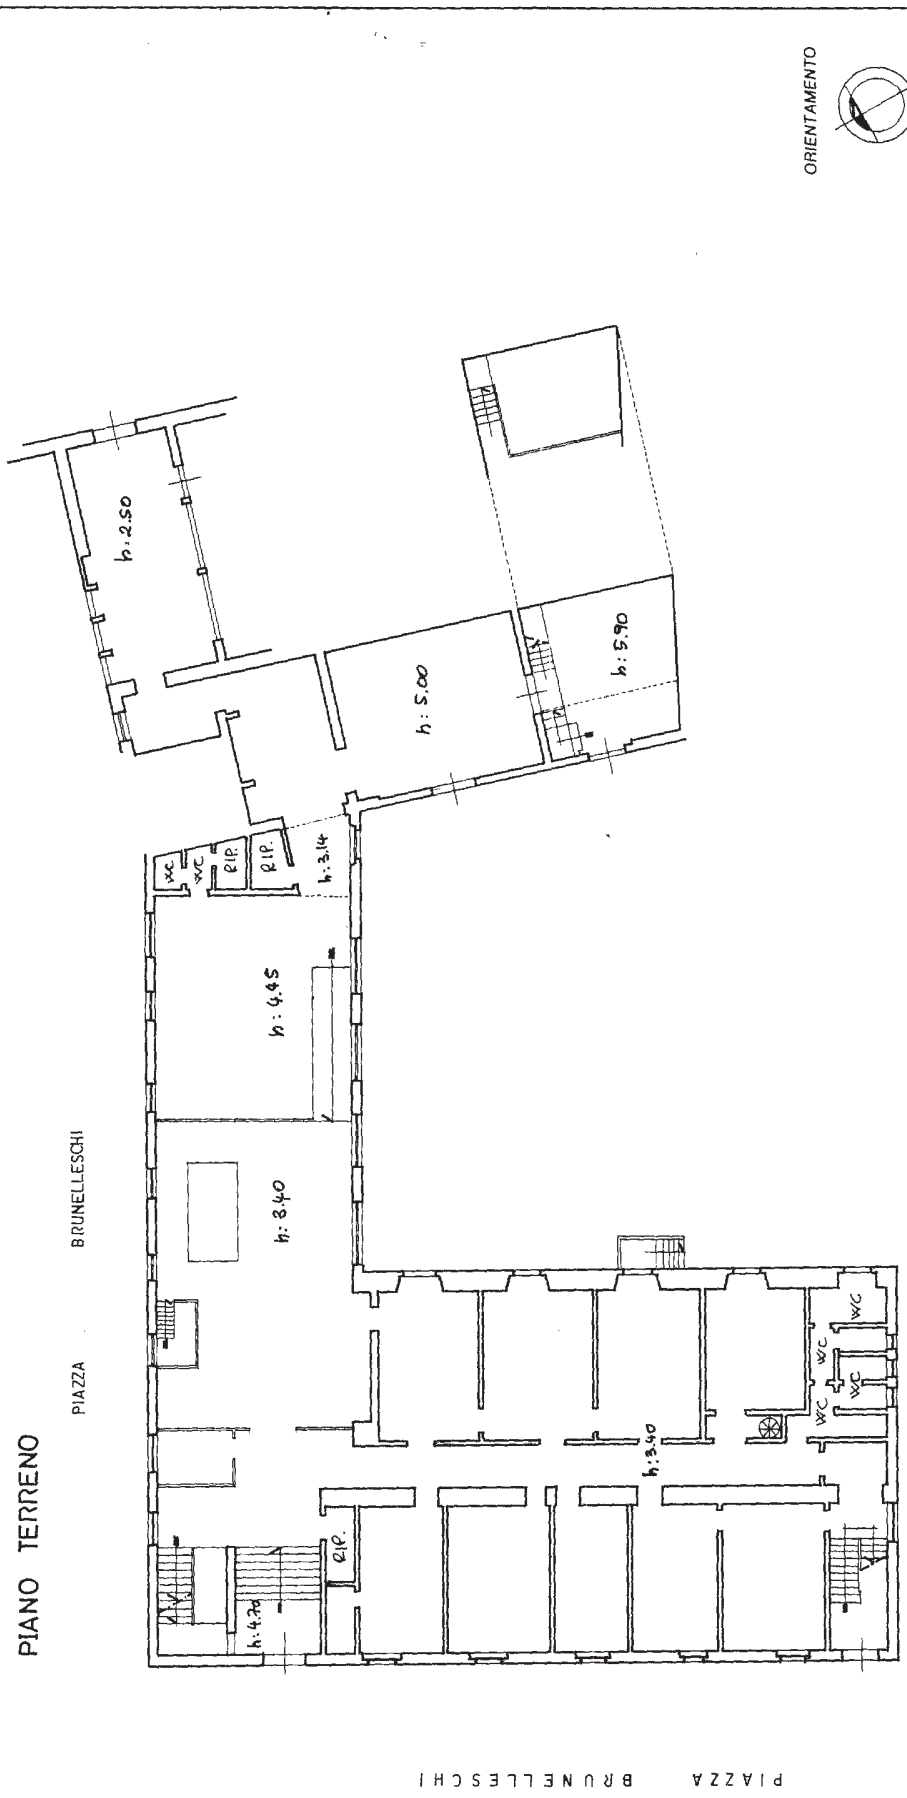 PIANO TERRENO
PIAZZA BRUNELLESCHI
ORIENTAMENTO
h: 2.50
h: 5.00
h: 5.90
WC
WC
RIP.
RIP.
h: 3.14
h: 4.45
h: 3.40
h: 4.70
RIP.
h: 3.40
WC
WC
WC
WC
PIAZZA BRUNELLESCHI